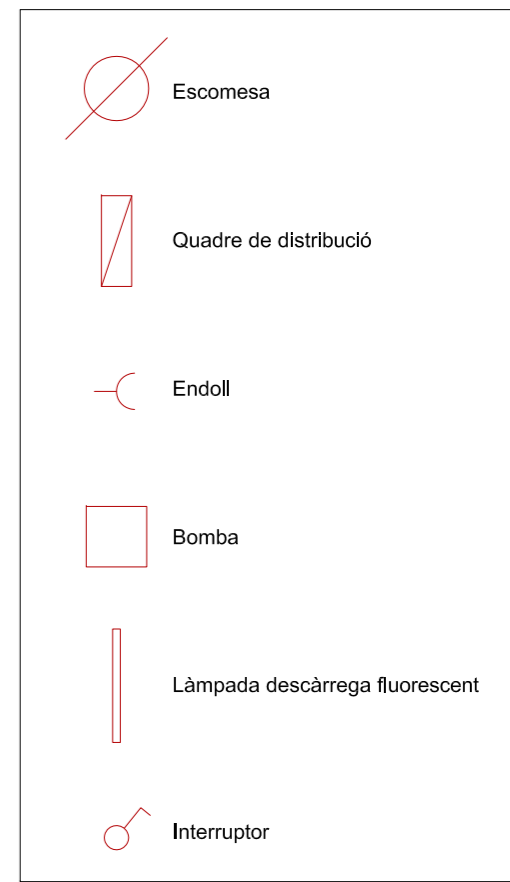 Escomesa
Quadre de distribució
Endoll
Bomba
Làmpada descàrrega fluorescent
Interruptor